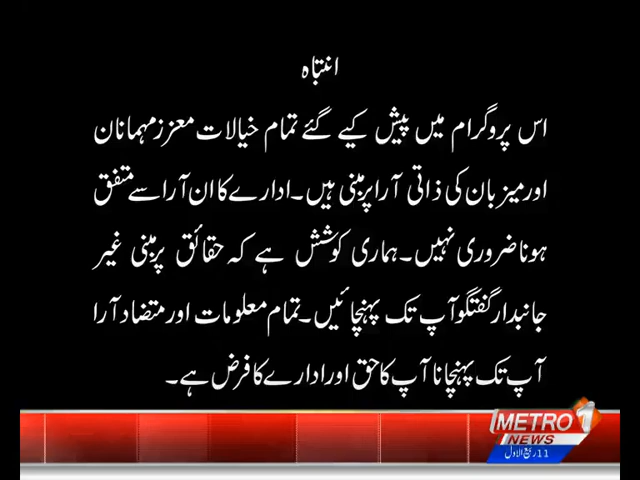 انتباہ
اس پروگرام میں پیش کیے گئے تمام خیالات معزز مہمانان
اور میزبان کی ذاتی آرا پر مبنی ہیں۔ ادارے کا ان آرا سے متفق
ہونا ضروری نہیں۔ ہماری کوشش ہے کہ حقائق پر مبنی غیر
جانبدار گفتگو آپ تک پہنچائیں۔ تمام معلومات اور متضاد آرا
آپ تک پہنچانا آپ کا حق اور ادارے کا فرض ہے۔
METRO 1
NEWS
11 ربیع الاول